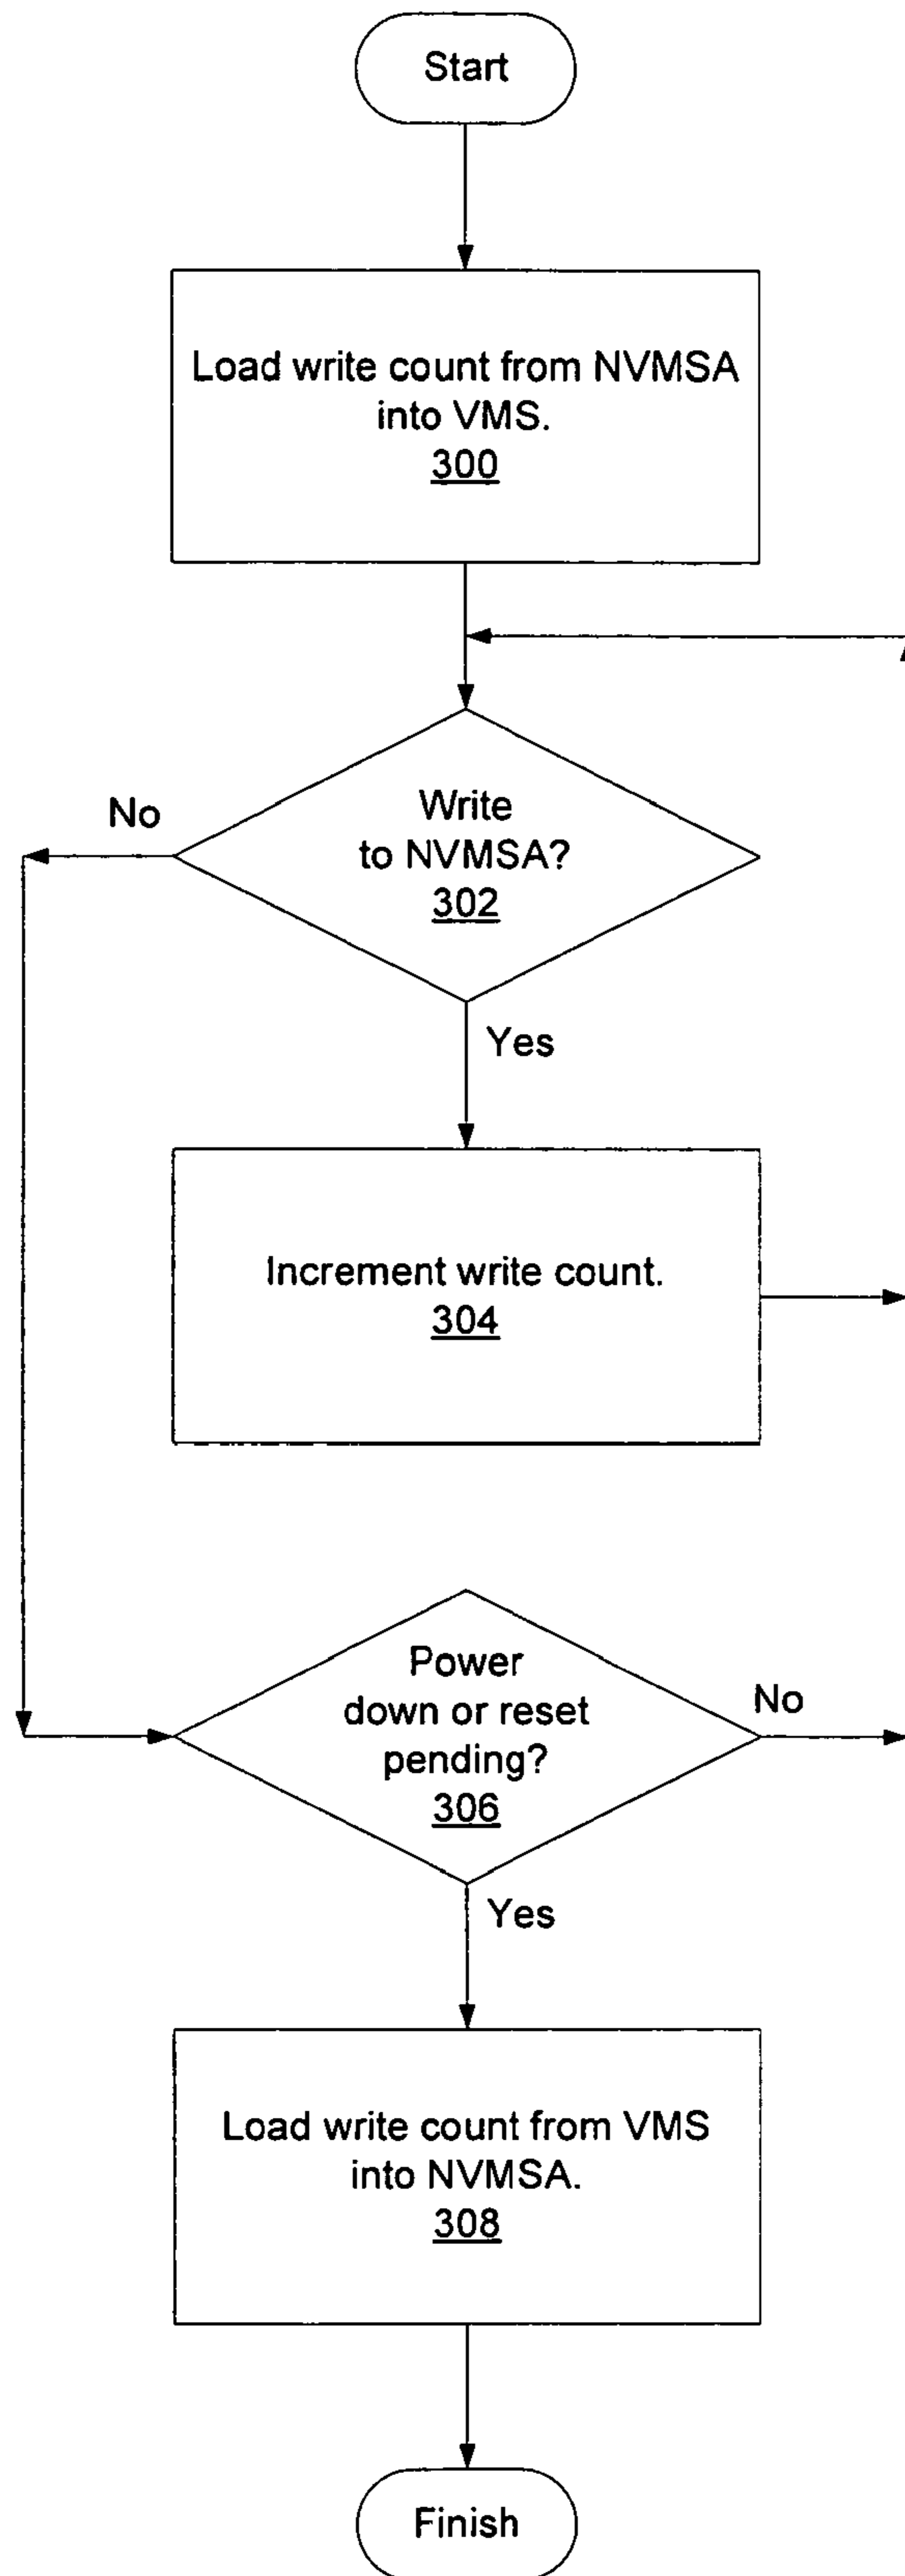 Start
Load write count from NVMSA
into VMS.
300
No
Write
to NVMSA?
302
Yes
Increment write count.
304
Power
down or reset
pending?
306
No
Yes
Load write count from VMS
into NVMSA.
308
Finish